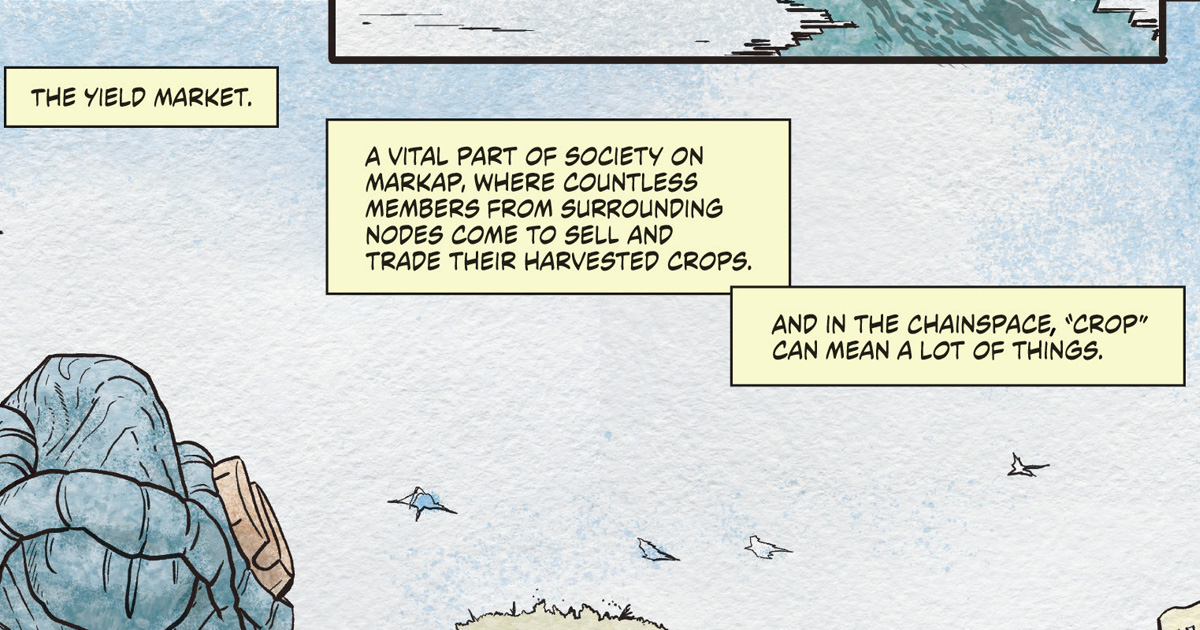 THE YIELD MARKET.
A VITAL PART OF SOCIETY ON
MARKAP, WHERE COUNTLESS
MEMBERS FROM SURROUNDING
NODES COME TO SELL AND
TRADE THEIR HARVESTED CROPS.
AND IN THE CHAINSPACE, “CROP”
CAN MEAN A LOT OF THINGS.